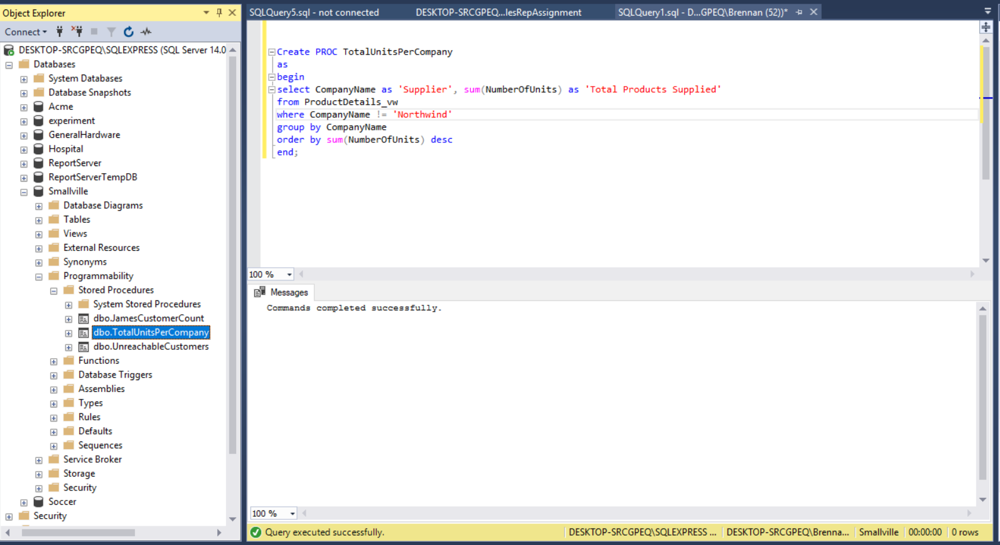 Object Explorer
Connect
DESKTOP-SRCGPEQ\SQLEXPRESS (SQL Server 14.0
Databases
System Databases
Database Snapshots
Acme
experiment
GeneralHardware
Hospital
ReportServer
ReportServerTempDB
Smallville
Database Diagrams
Tables
Views
External Resources
Synonyms
Programmability
Stored Procedures
System Stored Procedures
dbo.JamesCustomerCount
dbo.TotalUnitsPerCompany
dbo.UnreachableCustomers
Functions
Database Triggers
Assemblies
Types
Rules
Defaults
Sequences
Service Broker
Storage
Security
Soccer
Security
SQLQuery5.sql - not connected DESKTOP-SRCGPEQ...lesRepAssignment SQLQuery1.sql - D...GPEQ\Brennan (52))*
Create PROC TotalUnitsPerCompany
as
begin
select CompanyName as 'Supplier', sum(NumberOfUnits) as 'Total Products Supplied'
from ProductDetails_vw
where CompanyName != 'Northwind'
group by CompanyName
order by sum(NumberOfUnits) desc
end;
100 %
Messages
Commands completed successfully.
100 %
Query executed successfully. DESKTOP-SRCGPEQ\SQLEXPRESS ... DESKTOP-SRCGPEQ\Brenna... Smallville 00:00:00 0 rows